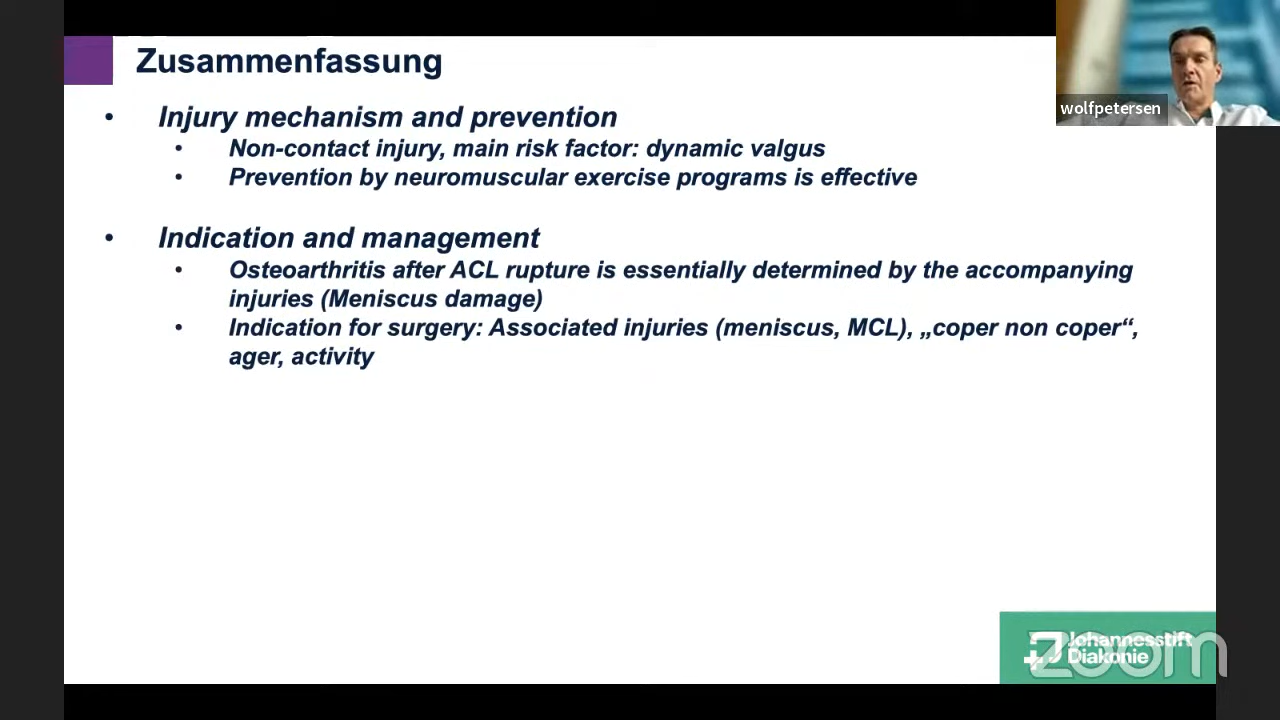 Zusammenfassung
wolfpetersen
• Injury mechanism and prevention
• Non-contact injury, main risk factor: dynamic valgus
• Prevention by neuromuscular exercise programs is effective
• Indication and management
• Osteoarthritis after ACL rupture is essentially determined by the accompanying
injuries (Meniscus damage)
• Indication for surgery: Associated injuries (meniscus, MCL), „coper non coper“,
ager, activity
Johannesstift
Diakonie
zoom